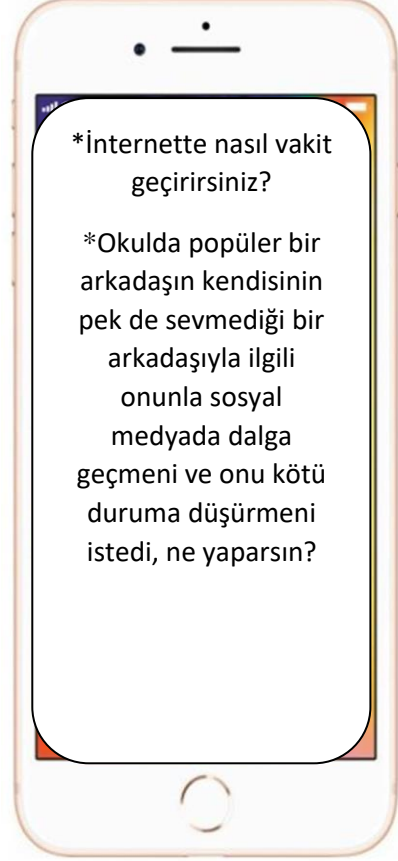 *İnternette nasıl vakit
geçirirsiniz?
*Okulda popüler bir
arkadaşın kendisinin
pek de sevmediği bir
arkadaşıyla ilgili
onunla sosyal
medyada dalga
geçmeni ve onu kötü
duruma düşürmeni
istedi, ne yaparsın?